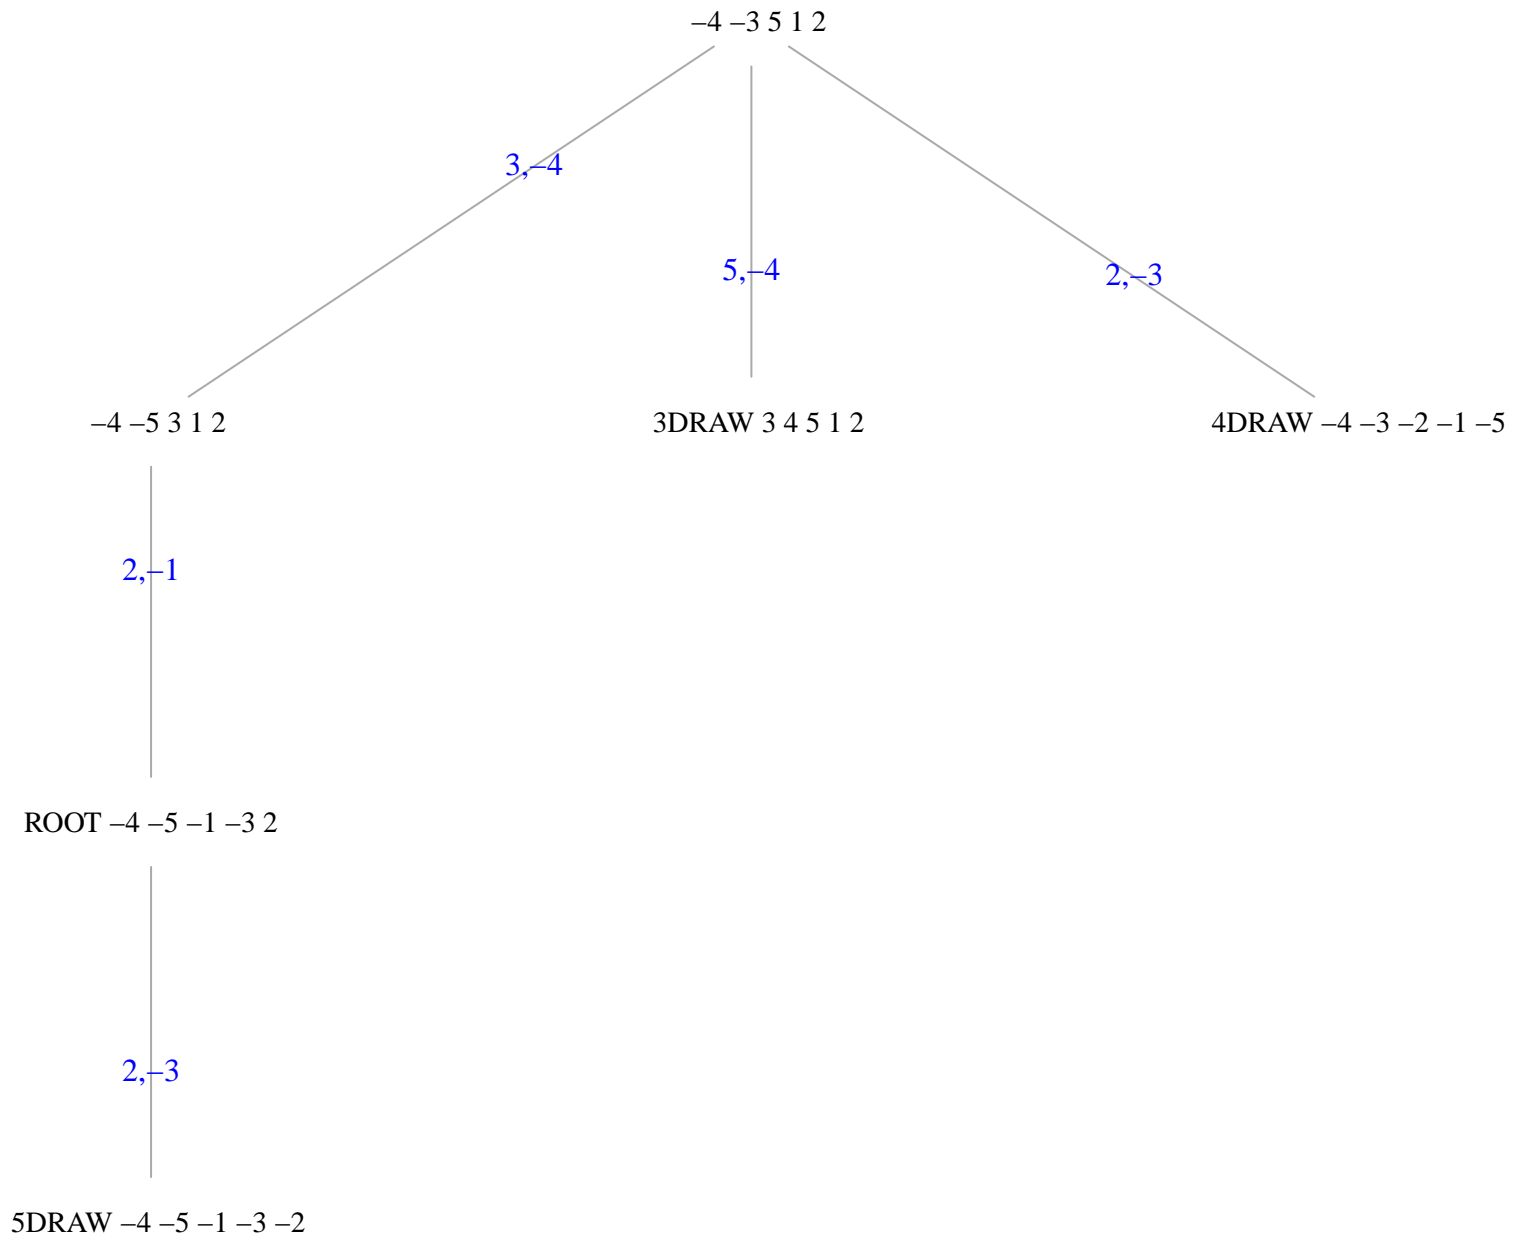 –4 –3 5 1 2
3,–4
5,–4
2,–3
–4 –5 3 1 2
3DRAW 3 4 5 1 2
4DRAW –4 –3 –2 –1 –5
2,–1
ROOT –4 –5 –1 –3 2
2,–3
5DRAW –4 –5 –1 –3 –2